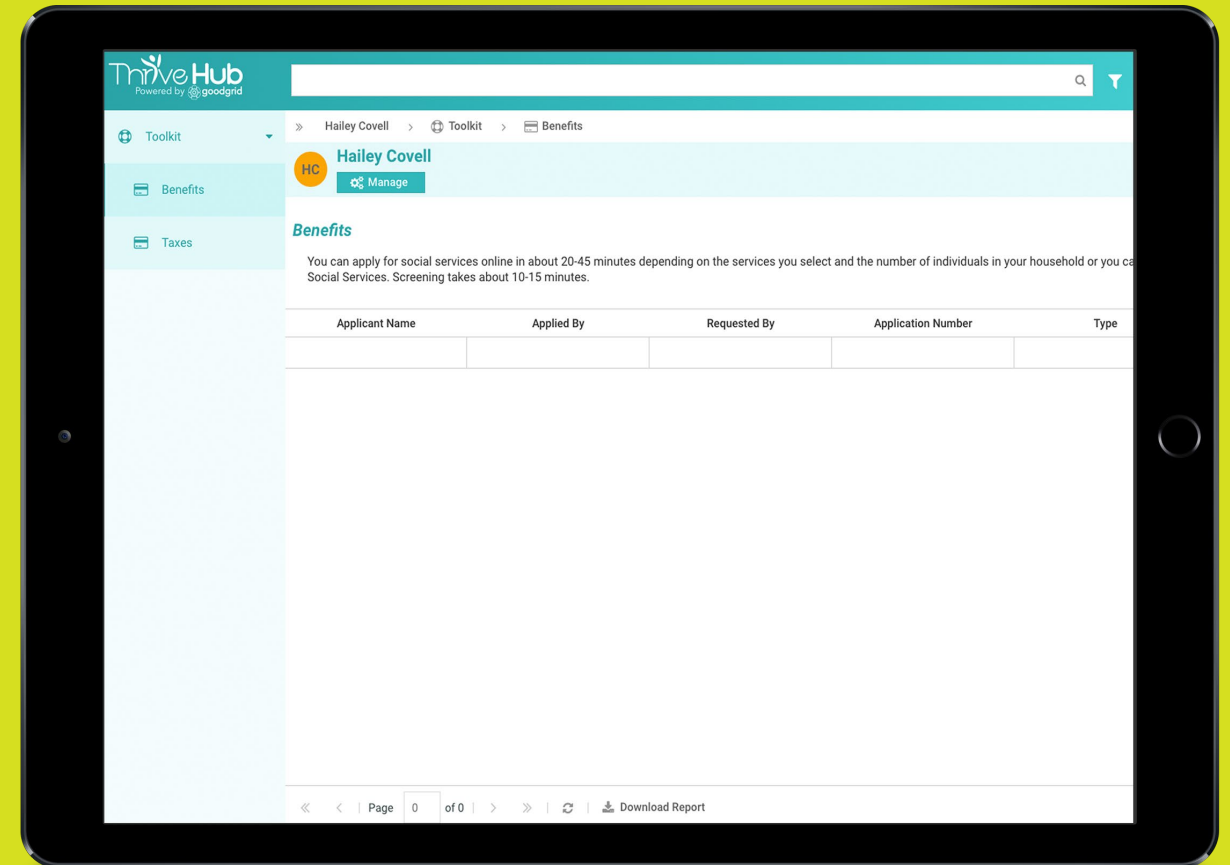 Thrive Hub
Powered by goodgrid
Toolkit
Benefits
Taxes
Hailey Covell > Toolkit > Benefits
HC
Hailey Covell
Manage
Benefits
You can apply for social services online in about 20-45 minutes depending on the services you select and the number of individuals in your household or you ca
Social Services. Screening takes about 10-15 minutes.
Applicant Name Applied By Requested By Application Number Type
Page 0 of 0 Download Report